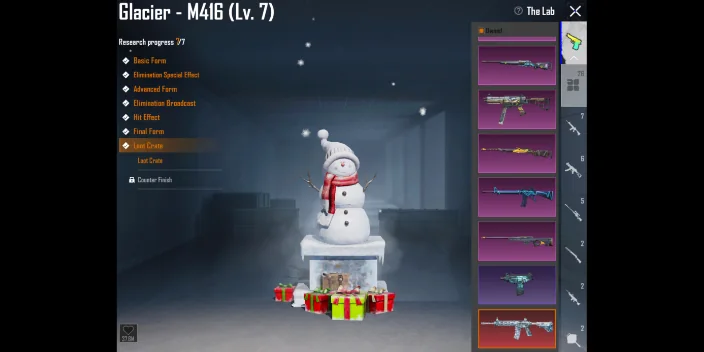 Glacier - M416 (Lv. 7)
The Lab
Research progress 7/7
Basic Form
Elimination Special Effect
Advanced Form
Elimination Broadcast
Hit Effect
Final Form
Loot Crate
Loot Crate
Counter Finish
Owned
26
7
6
5
2
2
2